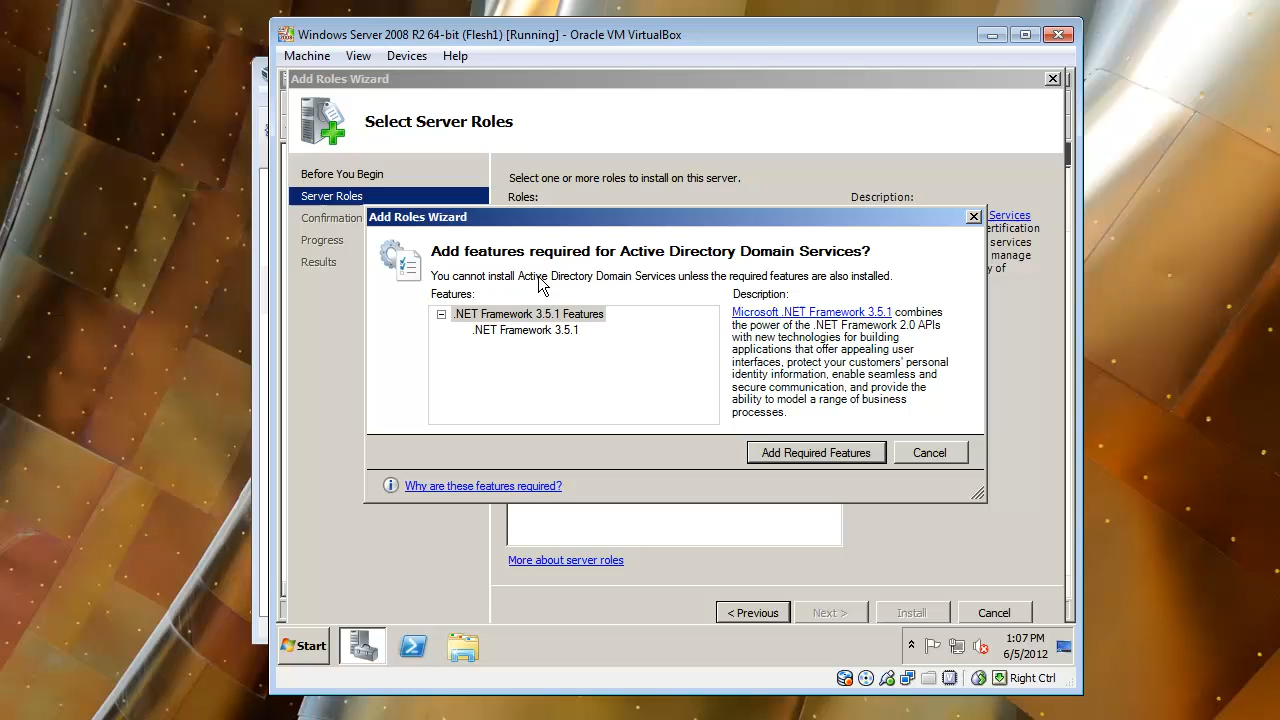 Windows Server 2008 R2 64-bit (Flesh1) [Running] - Oracle VM VirtualBox
Machine View Devices Help
Add Roles Wizard
Select Server Roles
Before You Begin
Server Roles
Confirmation
Progress
Results
Select one or more roles to install on this server.
Roles:
Description:
Services
ertification
services
y of
Add Roles Wizard
Add features required for Active Directory Domain Services?
You cannot install Active Directory Domain Services unless the required features are also installed.
Features:
.NET Framework 3.5.1 Features
.NET Framework 3.5.1
Description:
Microsoft .NET Framework 3.5.1 combines
the power of the .NET Framework 2.0 APIs
with new technologies for building
applications that offer appealing user
interfaces, protect your customers' personal
identity information, enable seamless and
secure communication, and provide the
ability to model a range of business
processes.
Add Required Features
Cancel
Why are these features required?
More about server roles
< Previous
Next >
Install
Cancel
Start
1:07 PM
6/5/2012
Right Ctrl